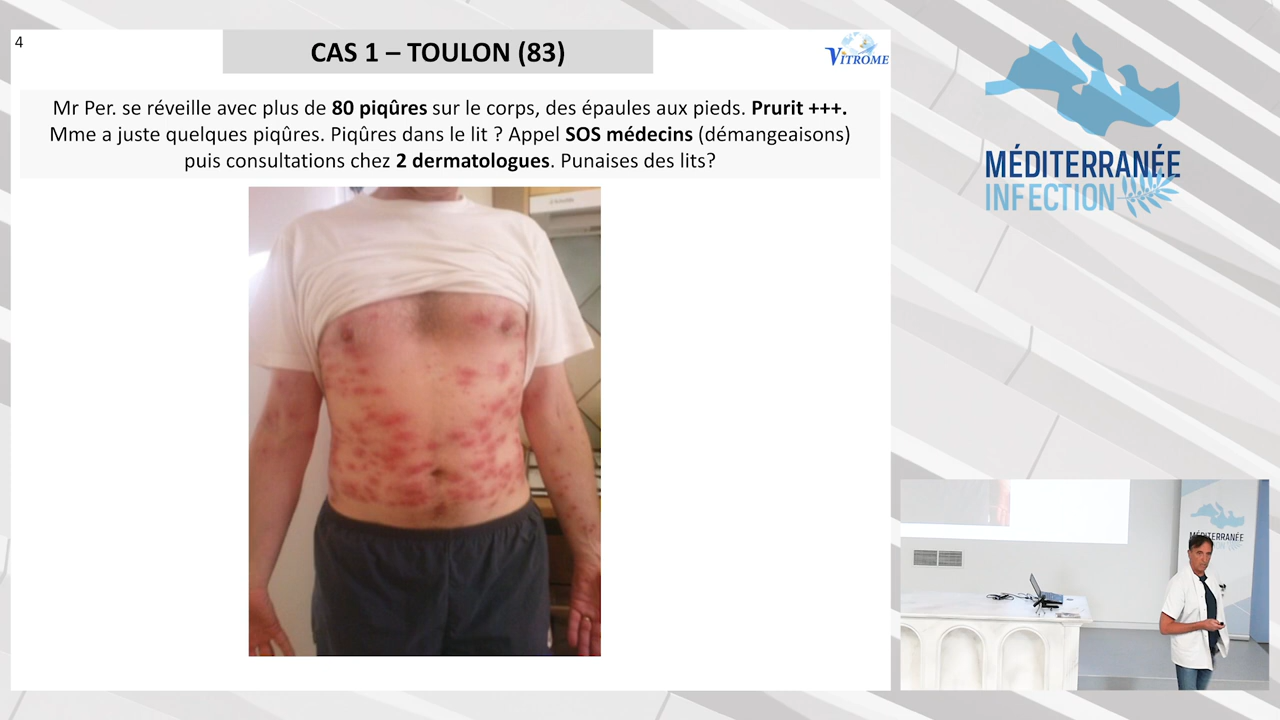 4
CAS 1 – TOULON (83)
VITROME
Mr Per. se réveille avec plus de 80 piqûres sur le corps, des épaules aux pieds. Prurit +++.
Mme a juste quelques piqûres. Piqûres dans le lit ? Appel SOS médecins (démangeaisons)
puis consultations chez 2 dermatologues. Punaises des lits?
MÉDITERRANÉE
INFECTION
MÉDITERRANÉE